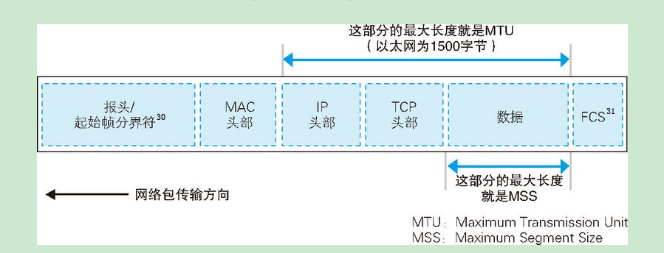 这部分的最大长度就是MTU
（以太网为1500字节）
报头/
起始帧分界符30
MAC
头部
IP
头部
TCP
头部
数据
FCS31
这部分的最大长度
就是MSS
网络包传输方向
MTU：Maximum Transmission Unit
MSS：Maximum Segment Size